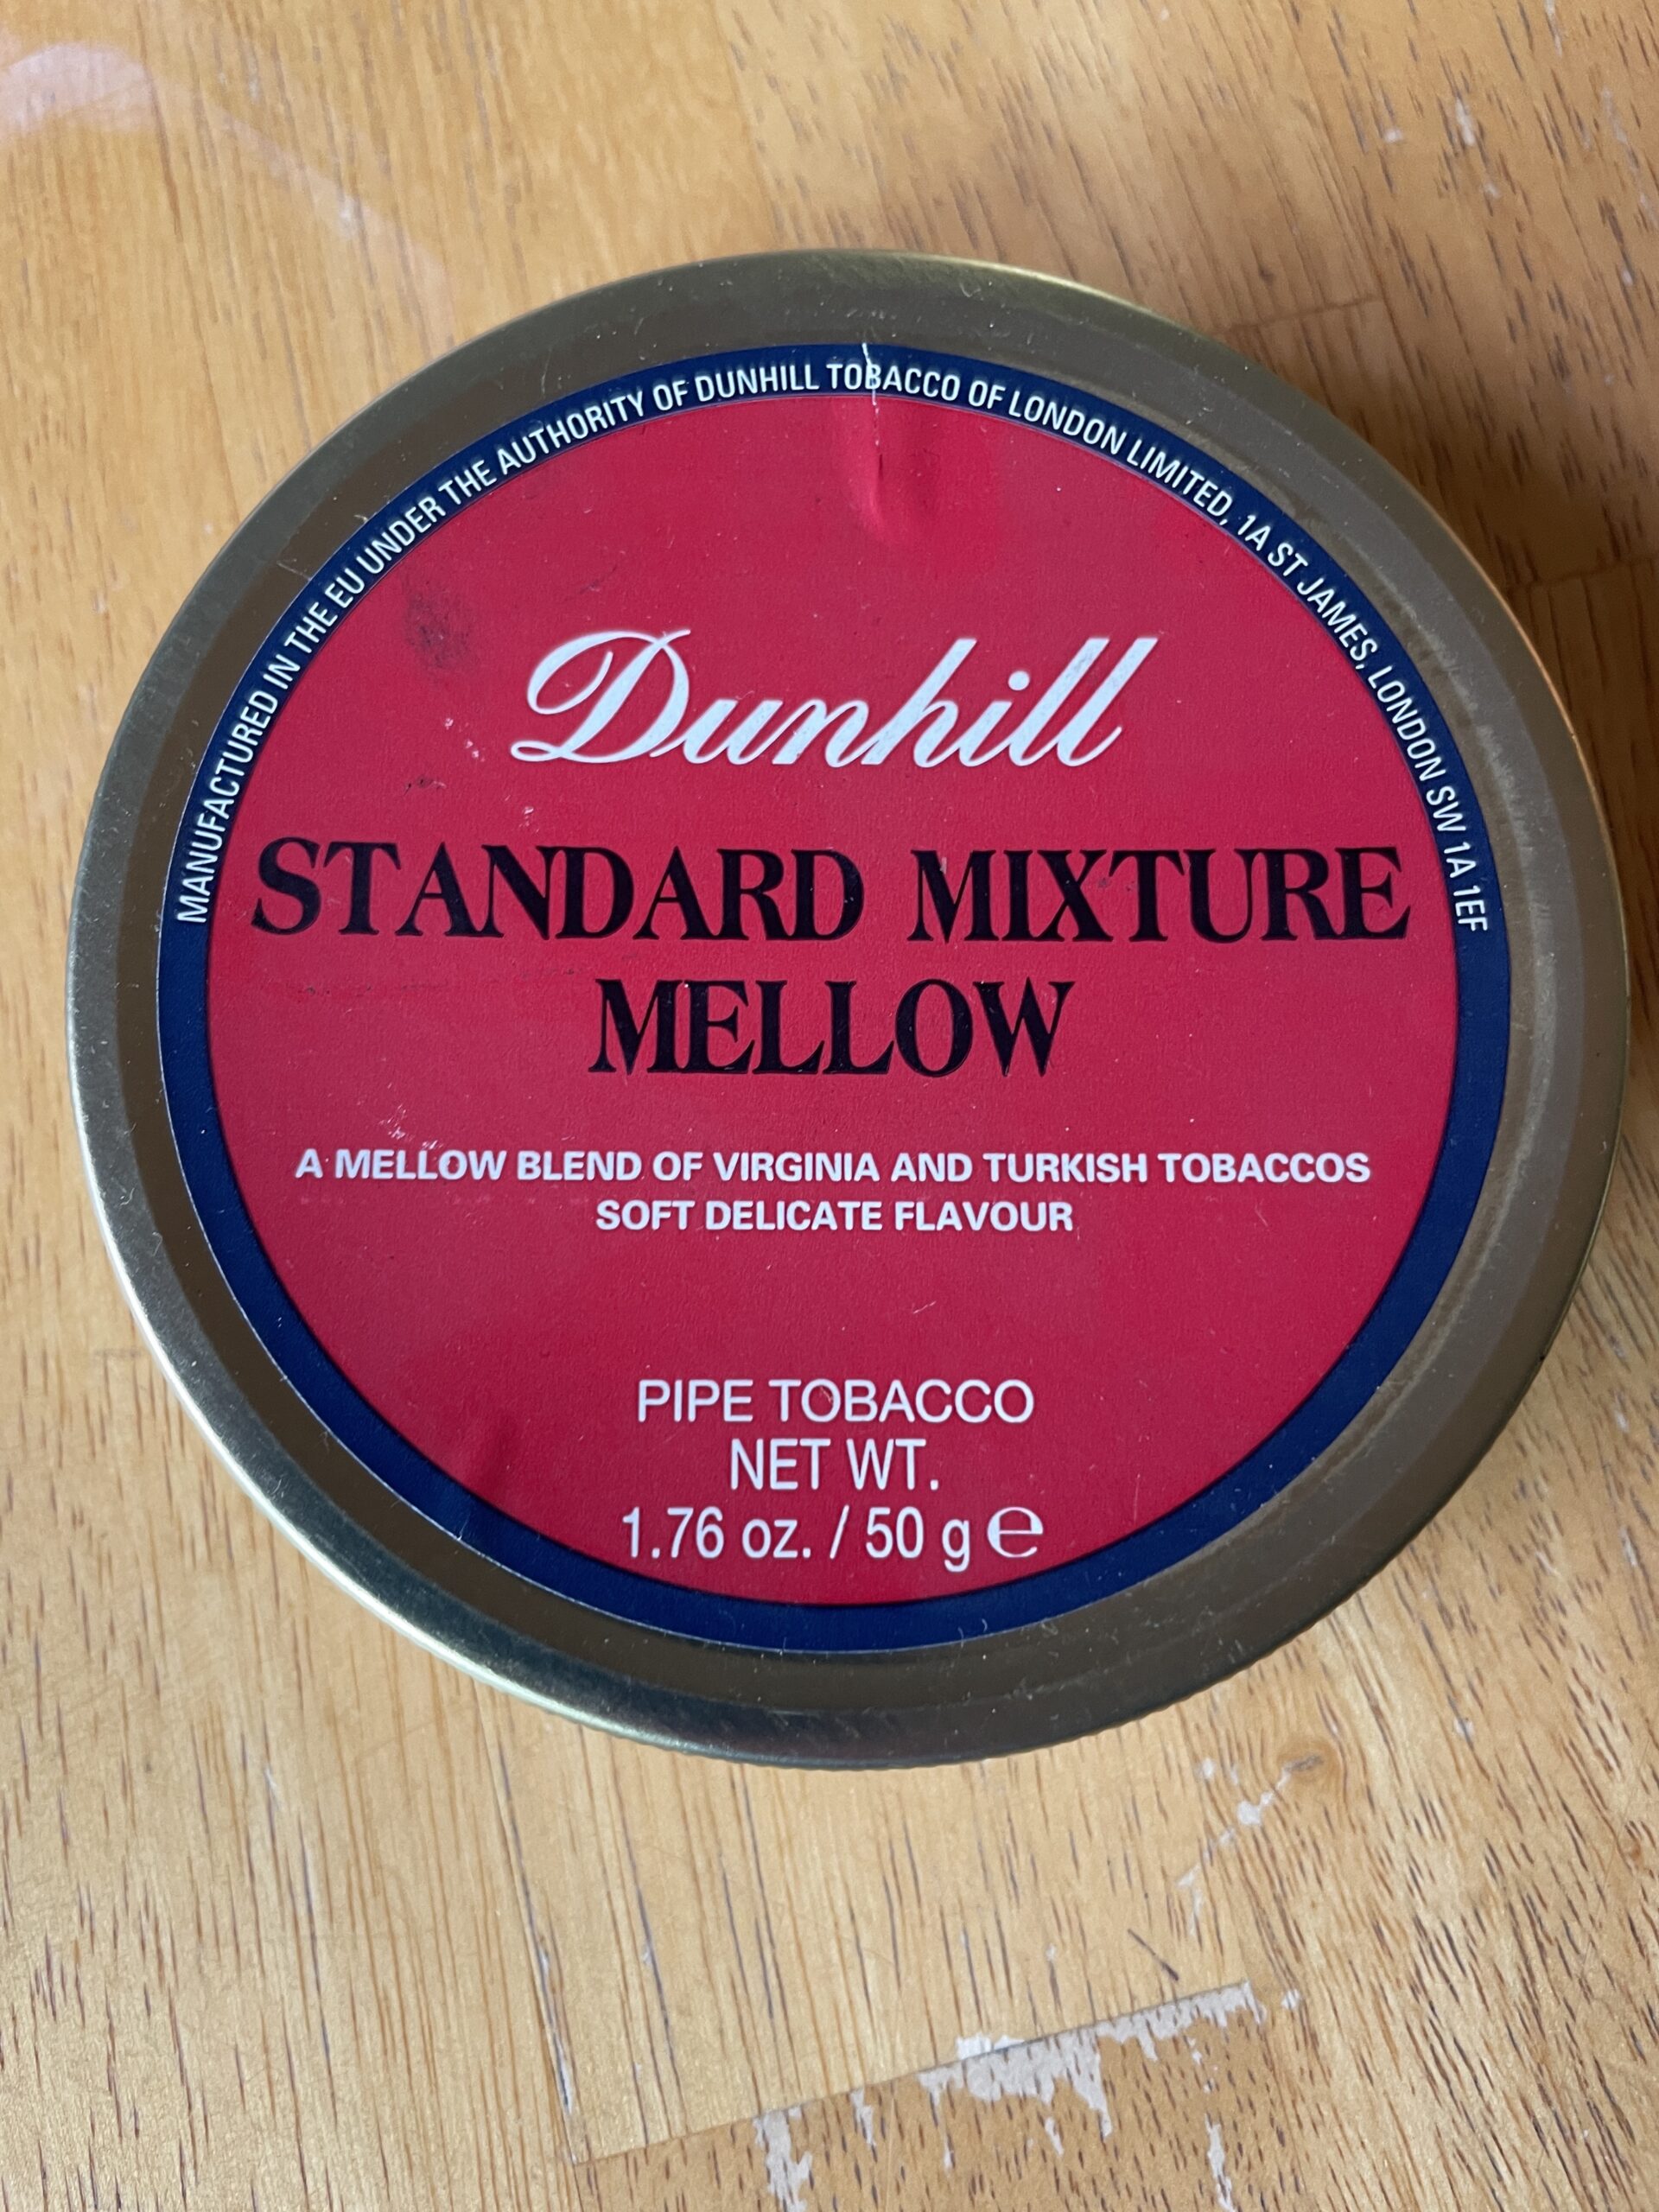 MANUFACTURED IN THE EU UNDER THE AUTHORITY OF DUNHILL TOBACCO OF LONDON LIMITED, 1A ST JAMES, LONDON SW 1A 1EF
Dunhill
STANDARD MIXTURE
MELLOW
A MELLOW BLEND OF VIRGINIA AND TURKISH TOBACCOS
SOFT DELICATE FLAVOUR
PIPE TOBACCO
NET WT.
1.76 oz. / 50 g ℮